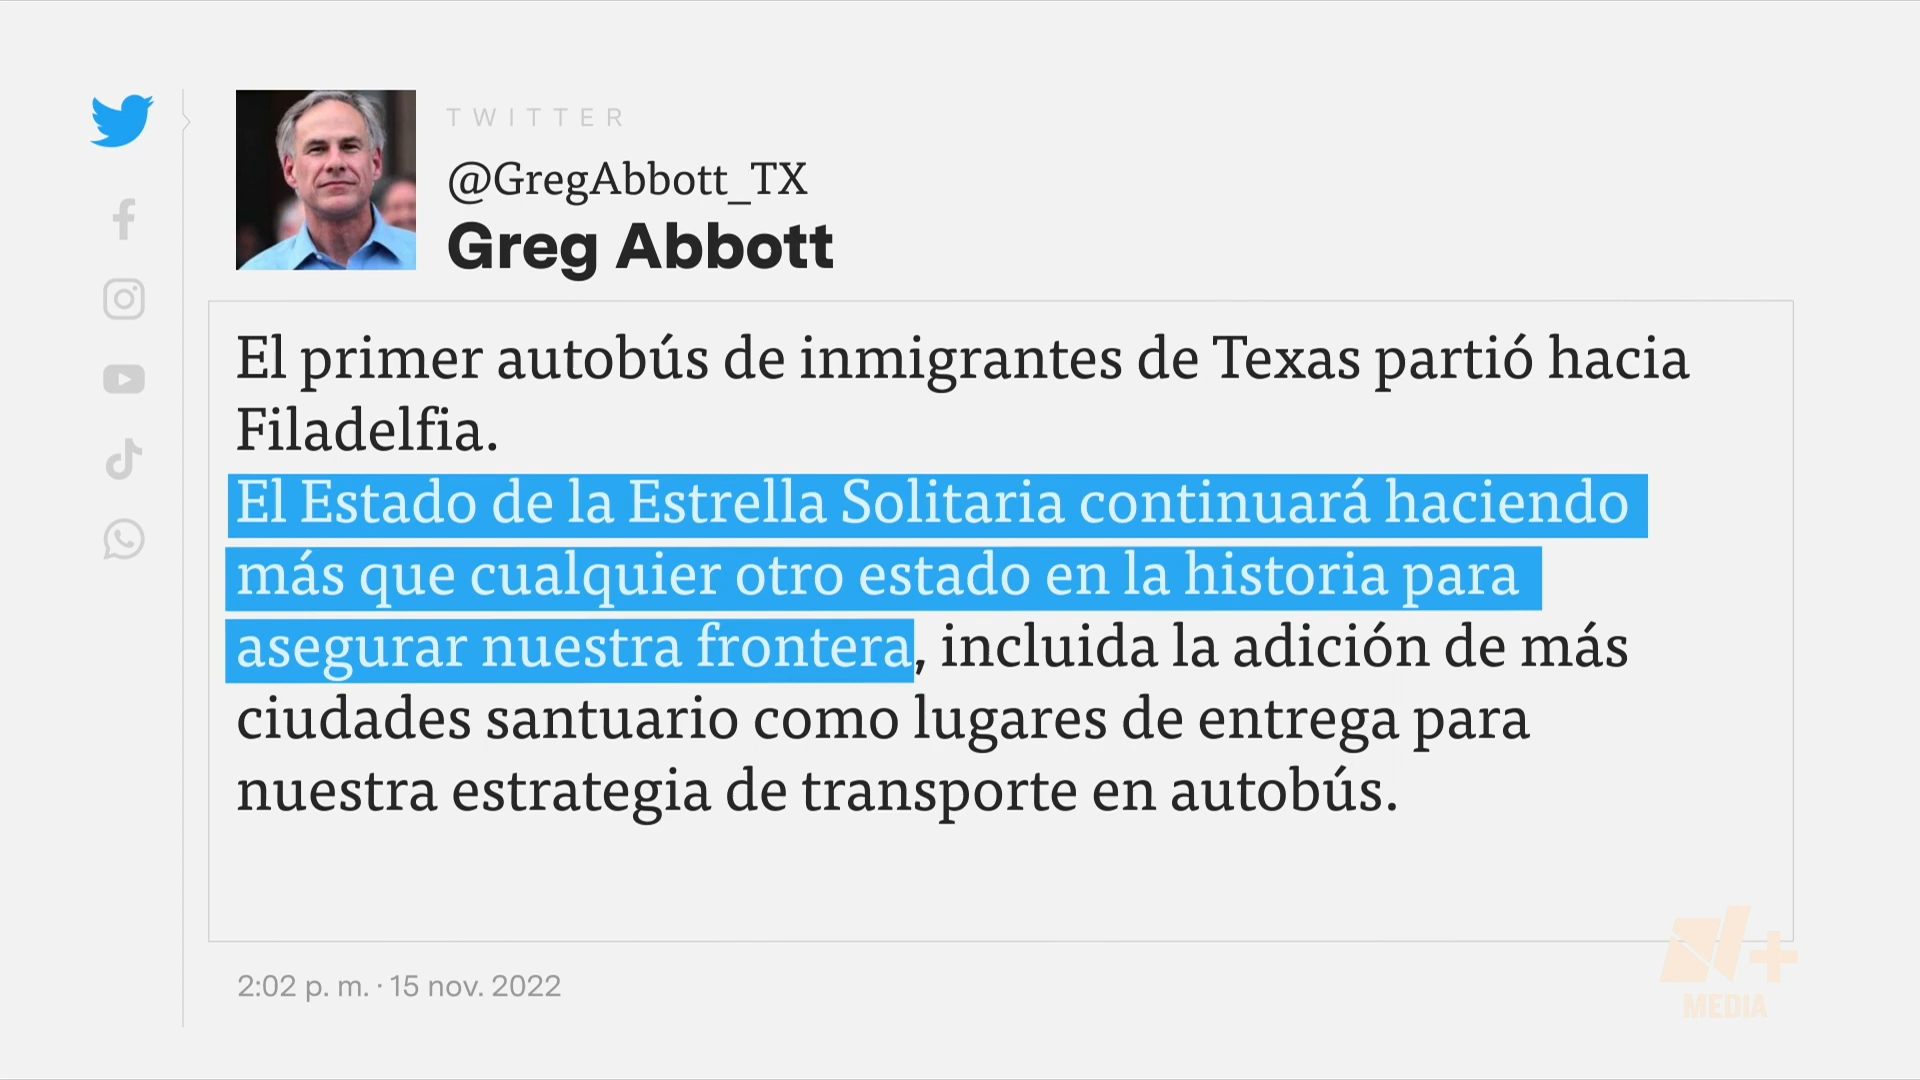 TWITTER
@GregAbbott_TX
Greg Abbott
El primer autobús de inmigrantes de Texas partió hacia
Filadelfia.
El Estado de la Estrella Solitaria continuará haciendo
más que cualquier otro estado en la historia para
asegurar nuestra frontera, incluida la adición de más
ciudades santuario como lugares de entrega para
nuestra estrategia de transporte en autobús.
2:02 p. m. · 15 nov. 2022
N+
MEDIA